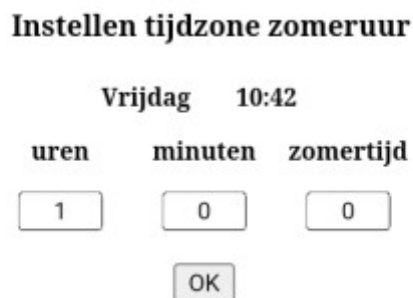 Instellen tijdzone zomeruur
Vrijdag 10:42
uren minuten zomertijd
1 0 0
OK